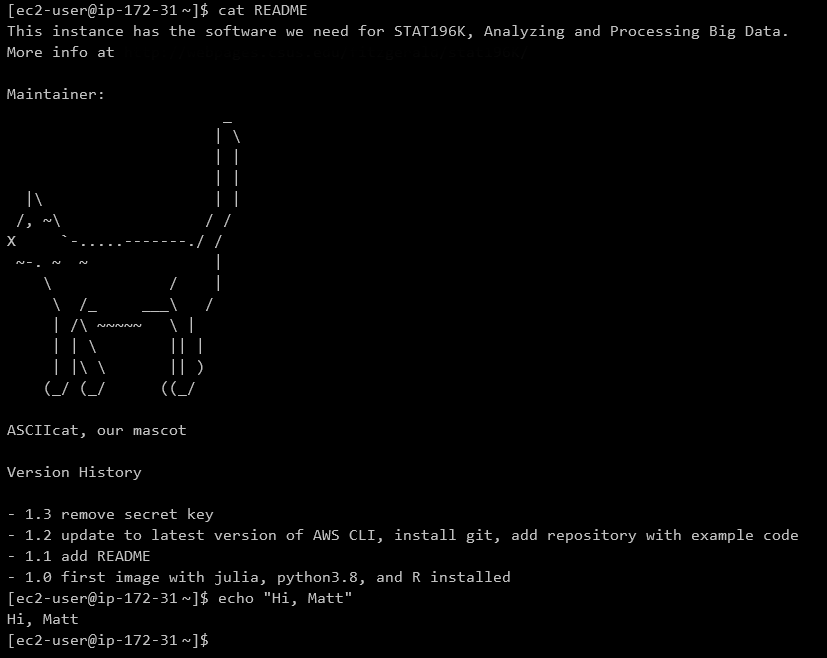 [ec2-user@ip-172-31 ~]$ cat README
This instance has the software we need for STAT196K, Analyzing and Processing Big Data.
More info at

Maintainer:
                        _
                       | \
                       | |
                       | |
  |\                   | |
 /, ~\                / /
X     `-.....-------./ /
 ~-. ~  ~              |
    \             /    |
     \  /_     ___\   /
     | /\ ~~~~~   \ |
     | | \        || |
     | |\ \       || )
    (_/ (_/      ((_/

ASCIIcat, our mascot

Version History

- 1.3 remove secret key
- 1.2 update to latest version of AWS CLI, install git, add repository with example code
- 1.1 add README
- 1.0 first image with julia, python3.8, and R installed
[ec2-user@ip-172-31 ~]$ echo "Hi, Matt"
Hi, Matt
[ec2-user@ip-172-31 ~]$